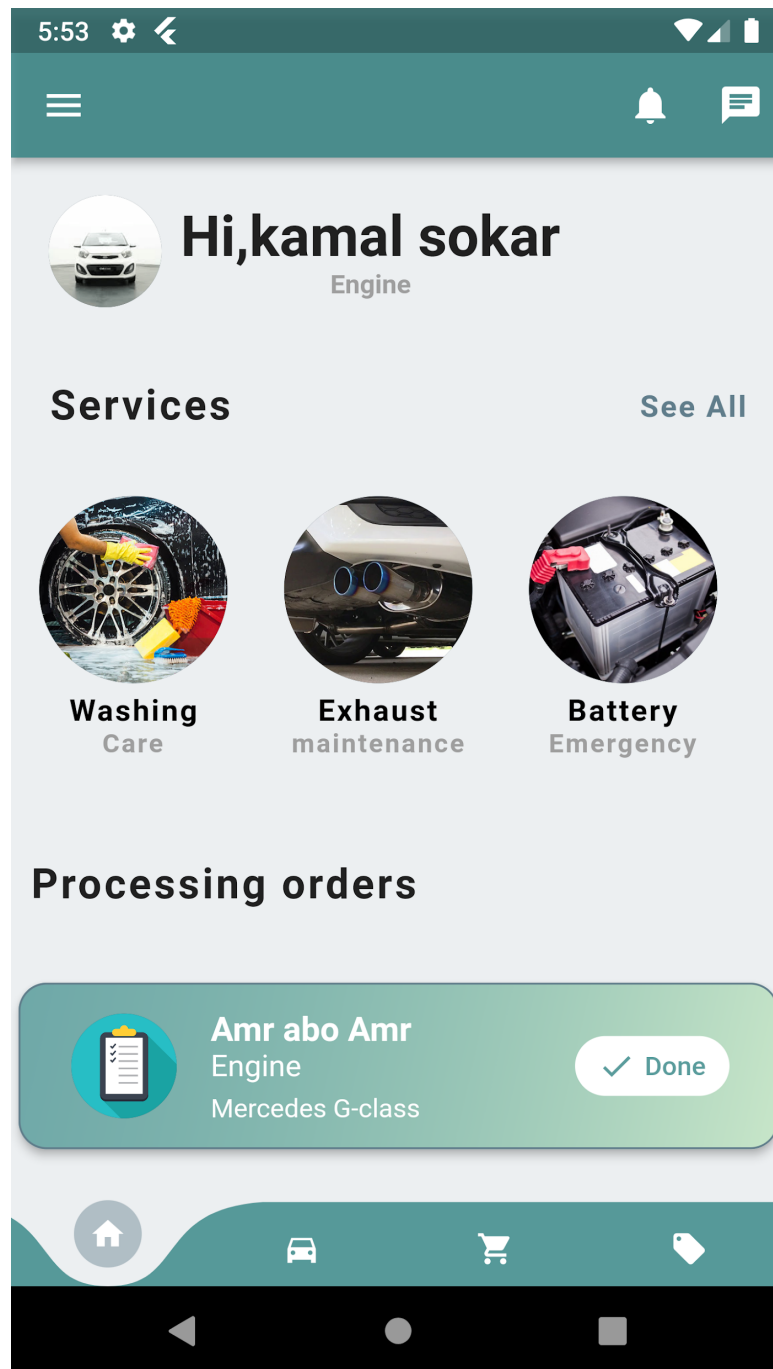 5:53
Hi,kamal sokar
Engine
Services
See All
Washing
Care
Exhaust
maintenance
Battery
Emergency
Processing orders
Amr abo Amr
Engine
Mercedes G-class
Done